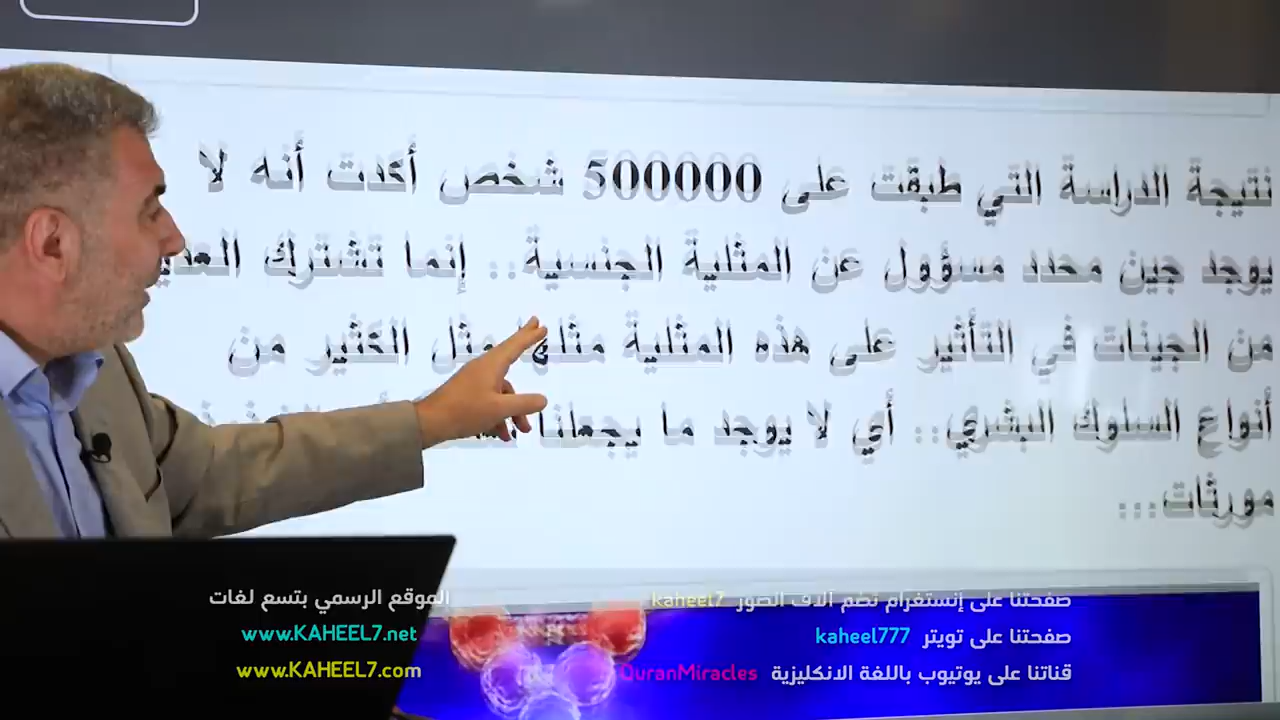 نتيجة الدراسة التي طبقت على 500000 شخص أكدت أنه لا
يوجد جين محدد مسؤول عن المثلية الجنسية.. إنما تشترك
من الجينات في التأثير على هذه المثلية مثلها مثل الكثير من
أنواع السلوك البشري.. أي لا يوجد ما يجعلنا
مورثات...
صفحتنا على إنستغرام تضم آلاف الصور kaheel7
صفحتنا على تويتر kaheel777
قناتنا على يوتيوب باللغة الانكليزية QuranMiracles
الموقع الرسمي بتسع لغات
www.KAHEEL7.net
www.KAHEEL7.com